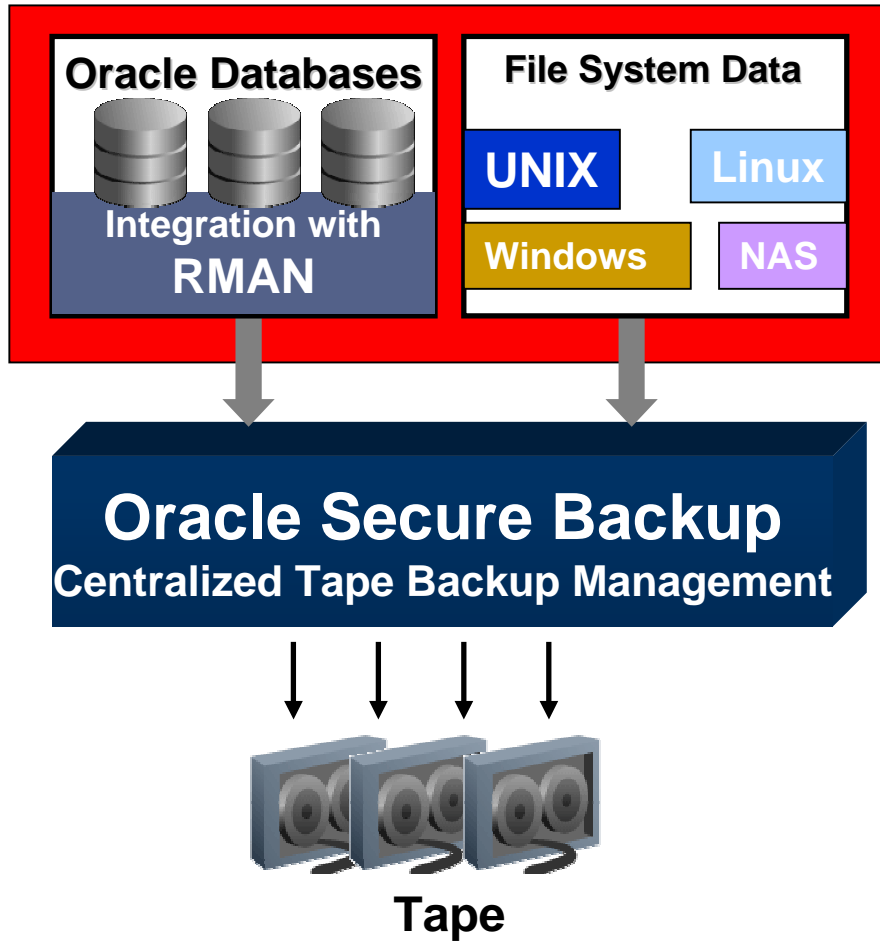 Oracle Databases
Integration with
RMAN
File System Data
UNIX
Linux
Windows
NAS
Oracle Secure Backup
Centralized Tape Backup Management
Tape